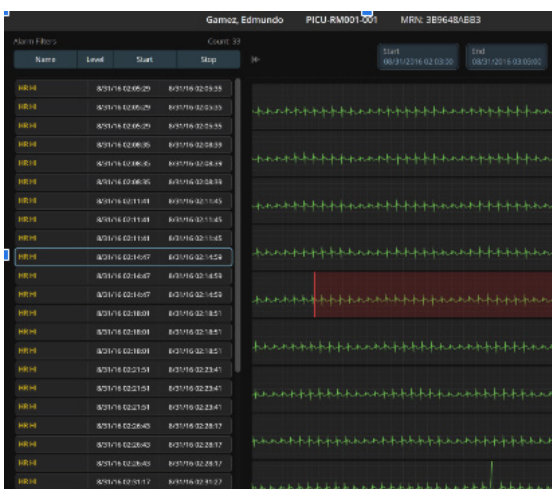 Gamez, Edmundo PICU-RM001-001 MRN: 3B9648ABB3
Alarm Filters Count: 33
Name Level Start Stop
Start End
08/31/2016 02:03:00 08/31/2016 03:03:00
HR HI 8/31/16 02:05:29 8/31/16 02:05:35
HR HI 8/31/16 02:05:29 8/31/16 02:05:35
HR HI 8/31/16 02:05:29 8/31/16 02:05:35
HR HI 8/31/16 02:08:35 8/31/16 02:08:39
HR HI 8/31/16 02:08:35 8/31/16 02:08:39
HR HI 8/31/16 02:08:35 8/31/16 02:08:39
HR HI 8/31/16 02:11:41 8/31/16 02:11:45
HR HI 8/31/16 02:11:41 8/31/16 02:11:45
HR HI 8/31/16 02:11:41 8/31/16 02:11:45
HR HI 8/31/16 02:14:47 8/31/16 02:14:59
HR HI 8/31/16 02:14:47 8/31/16 02:14:59
HR HI 8/31/16 02:14:47 8/31/16 02:14:59
HR HI 8/31/16 02:18:01 8/31/16 02:18:51
HR HI 8/31/16 02:18:01 8/31/16 02:18:51
HR HI 8/31/16 02:18:01 8/31/16 02:18:51
HR HI 8/31/16 02:21:51 8/31/16 02:23:41
HR HI 8/31/16 02:21:51 8/31/16 02:23:41
HR HI 8/31/16 02:21:51 8/31/16 02:23:41
HR HI 8/31/16 02:26:43 8/31/16 02:28:17
HR HI 8/31/16 02:26:43 8/31/16 02:28:17
HR HI 8/31/16 02:26:43 8/31/16 02:28:17
HR HI 8/31/16 02:31:17 8/31/16 02:31:27